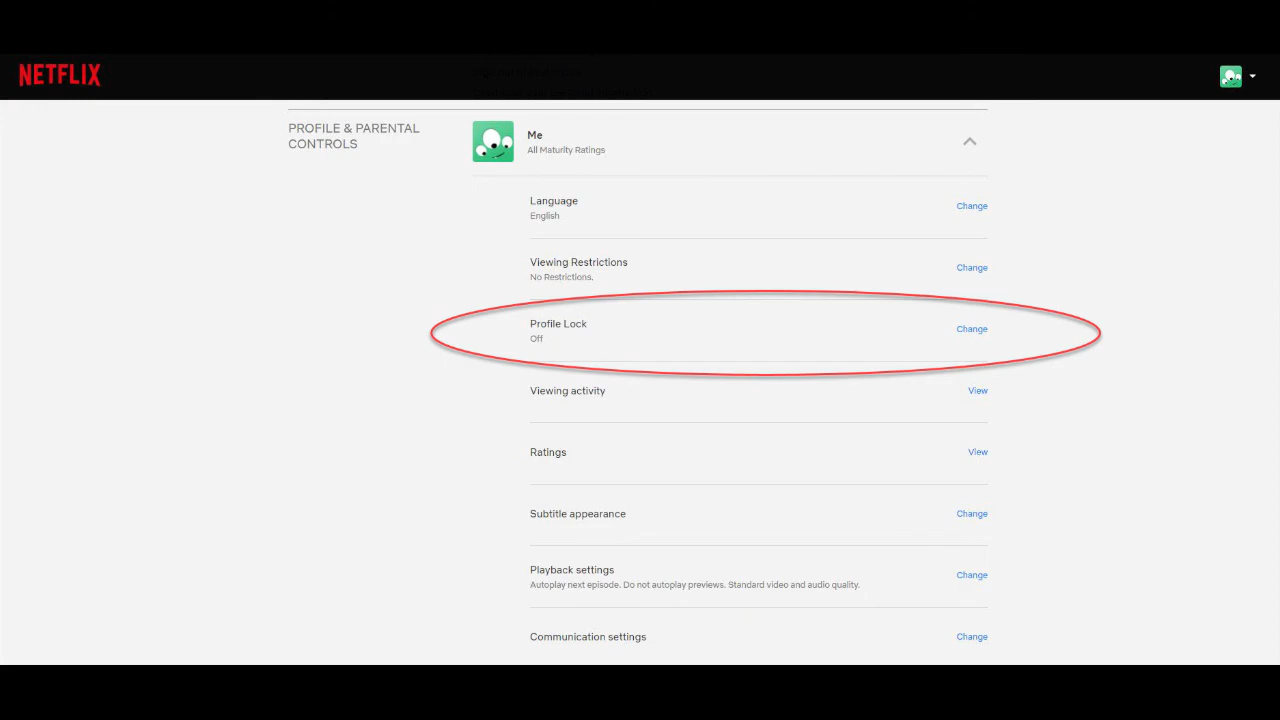 NETFLIX
PROFILE & PARENTAL
CONTROLS
Me
All Maturity Ratings
Language
English
Change
Viewing Restrictions
No Restrictions.
Change
Profile Lock
Off
Change
Viewing activity
View
Ratings
View
Subtitle appearance
Change
Playback settings
Autoplay next episode. Do not autoplay previews. Standard video and audio quality.
Change
Communication settings
Change